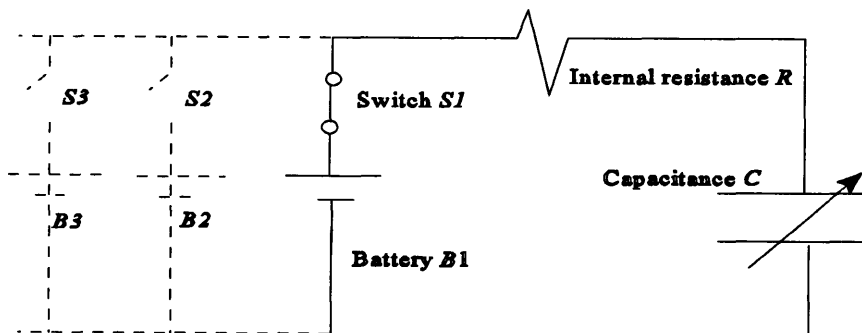 Internal resistance R
S3
S2
Switch S1
Capacitance C
B3
B2
Battery B1